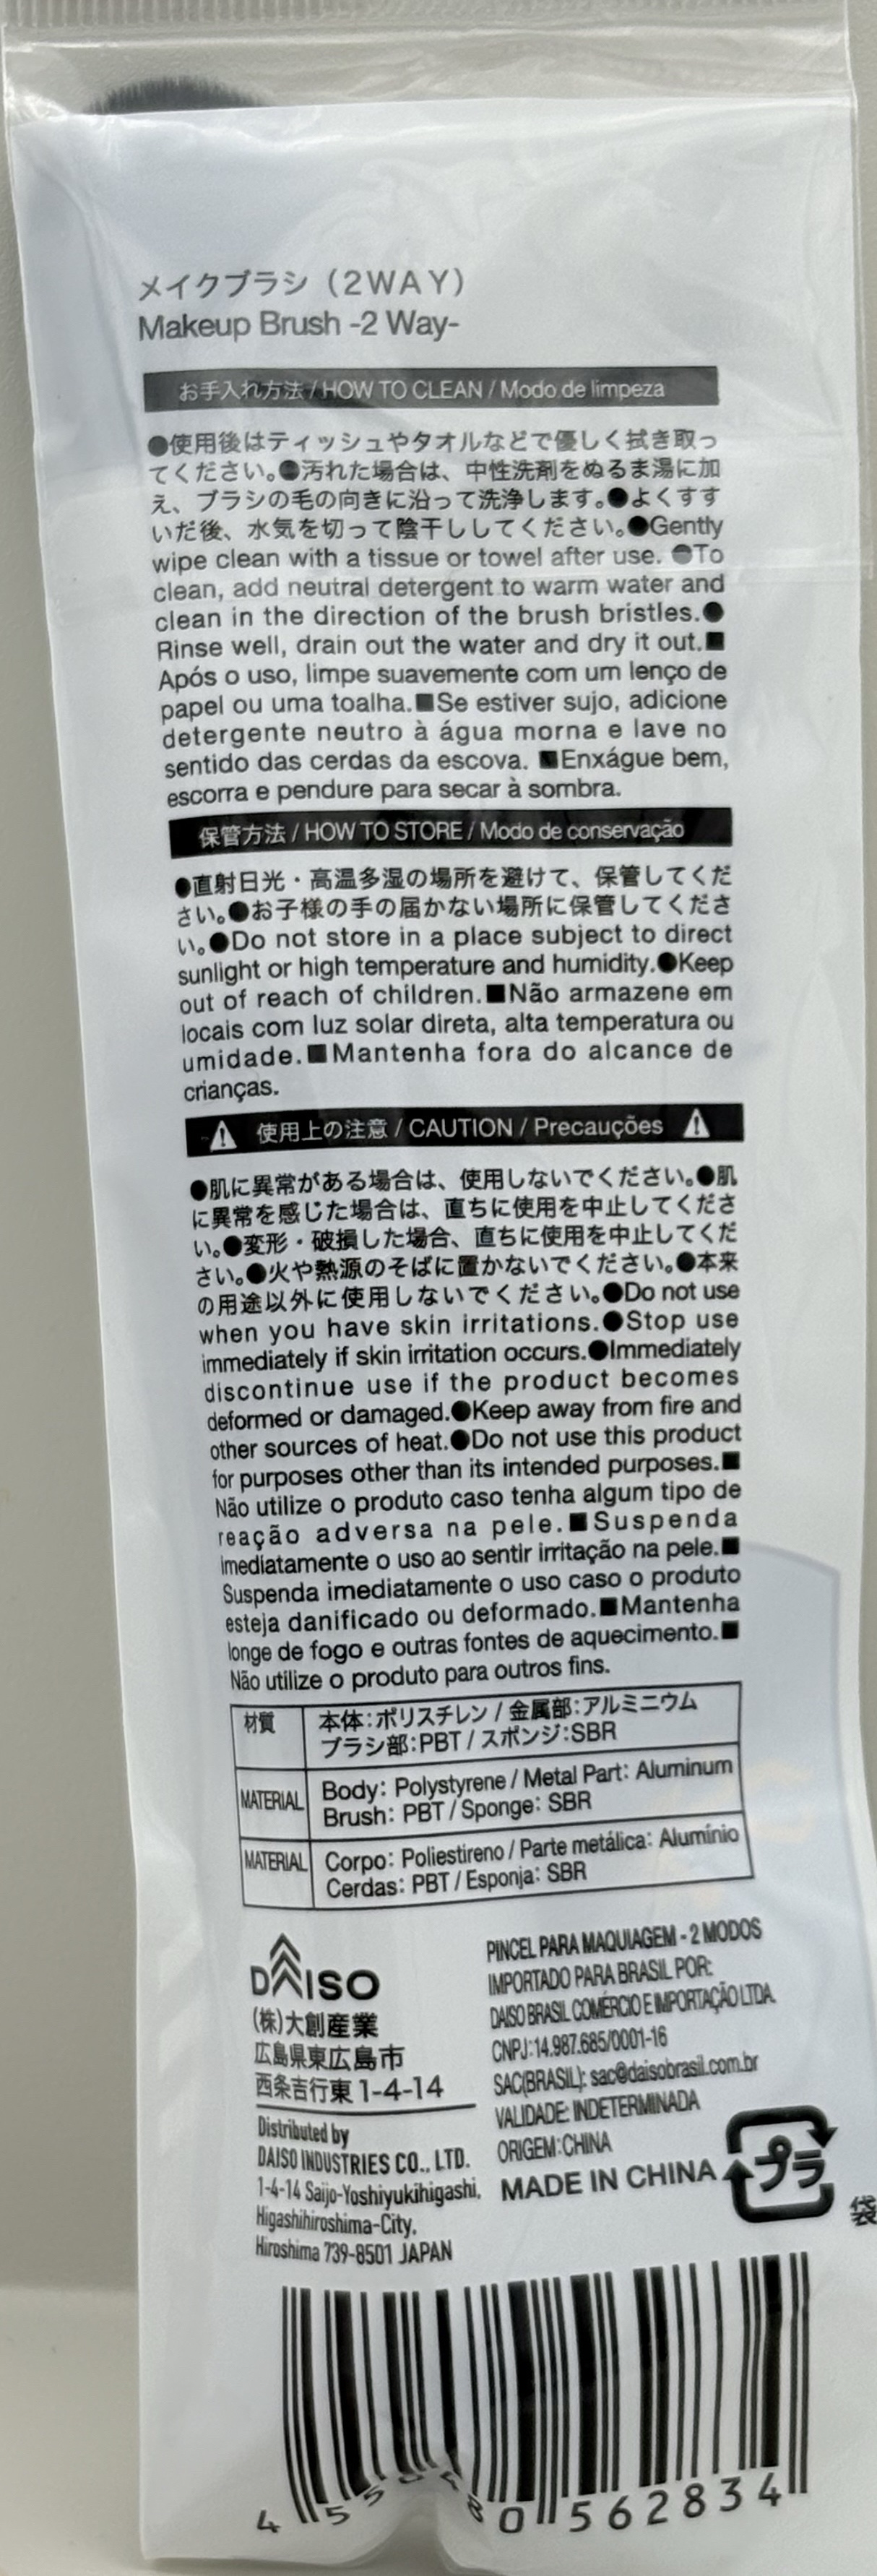 メイクブラシ（2WAY）
Makeup Brush -2 Way-
お手入れ方法 / HOW TO CLEAN / Modo de limpeza
●使用後はティッシュやタオルなどで優しく拭き取っ
てください。●汚れた場合は、中性洗剤をぬるま湯に加
え、ブラシの毛の向きに沿って洗浄します。●よくすす
いだ後、水気を切って陰干ししてください。●Gently
wipe clean with a tissue or towel after use. ●To
clean, add neutral detergent to warm water and
clean in the direction of the brush bristles.●
Rinse well, drain out the water and dry it out.■
Após o uso, limpe suavemente com um lenço de
papel ou uma toalha.■Se estiver sujo, adicione
detergente neutro à água morna e lave no
sentido das cerdas da escova. ■Enxágue bem,
escorra e pendure para secar à sombra.
保管方法 / HOW TO STORE / Modo de conservação
●直射日光・高温多湿の場所を避けて、保管してくだ
さい。●お子様の手の届かない場所に保管してくださ
い。●Do not store in a place subject to direct
sunlight or high temperature and humidity.●Keep
out of reach of children.■Não armazene em
locais com luz solar direta, alta temperatura ou
umidade.■Mantenha fora do alcance de
crianças.
使用上の注意 / CAUTION / Precauções
●肌に異常がある場合は、使用しないでください。●肌
に異常を感じた場合は、直ちに使用を中止してくださ
い。●変形・破損した場合、直ちに使用を中止してくだ
さい。●火や熱源のそばに置かないでください。●本来
の用途以外に使用しないでください。●Do not use
when you have skin irritations.●Stop use
immediately if skin irritation occurs.●Immediately
discontinue use if the product becomes
deformed or damaged.●Keep away from fire and
other sources of heat.●Do not use this product
for purposes other than its intended purposes.■
Não utilize o produto caso tenha algum tipo de
reação adversa na pele.■Suspenda
imediatamente o uso ao sentir irritação na pele.■
Suspenda imediatamente o uso caso o produto
esteja danificado ou deformado.■Mantenha
longe de fogo e outras fontes de aquecimento.■
Não utilize o produto para outros fins.
材質
本体：ポリスチレン / 金属部：アルミニウム
ブラシ部：PBT / スポンジ：SBR
MATERIAL
Body: Polystyrene / Metal Part: Aluminum
Brush: PBT / Sponge: SBR
MATERIAL
Corpo: Poliestireno / Parte metálica: Alumínio
Cerdas: PBT / Esponja: SBR
DAISO
(株)大創産業
広島県東広島市
西条吉行東1-4-14
Distributed by
DAISO INDUSTRIES CO., LTD.
1-4-14 Saijo-Yoshiyukihigashi,
Higashihiroshima-City,
Hiroshima 739-8501 JAPAN
PINCEL PARA MAQUIAGEM - 2 MODOS
IMPORTADO PARA BRASIL POR:
DAISO BRASIL COMÉRCIO E IMPORTAÇÃO LTDA.
CNPJ:14.987.685/0001-16
SAC(BRASIL): sac@daisobrasil.com.br
VALIDADE: INDETERMINADA
ORIGEM:CHINA
MADE IN CHINA
プラ
袋
4 562834